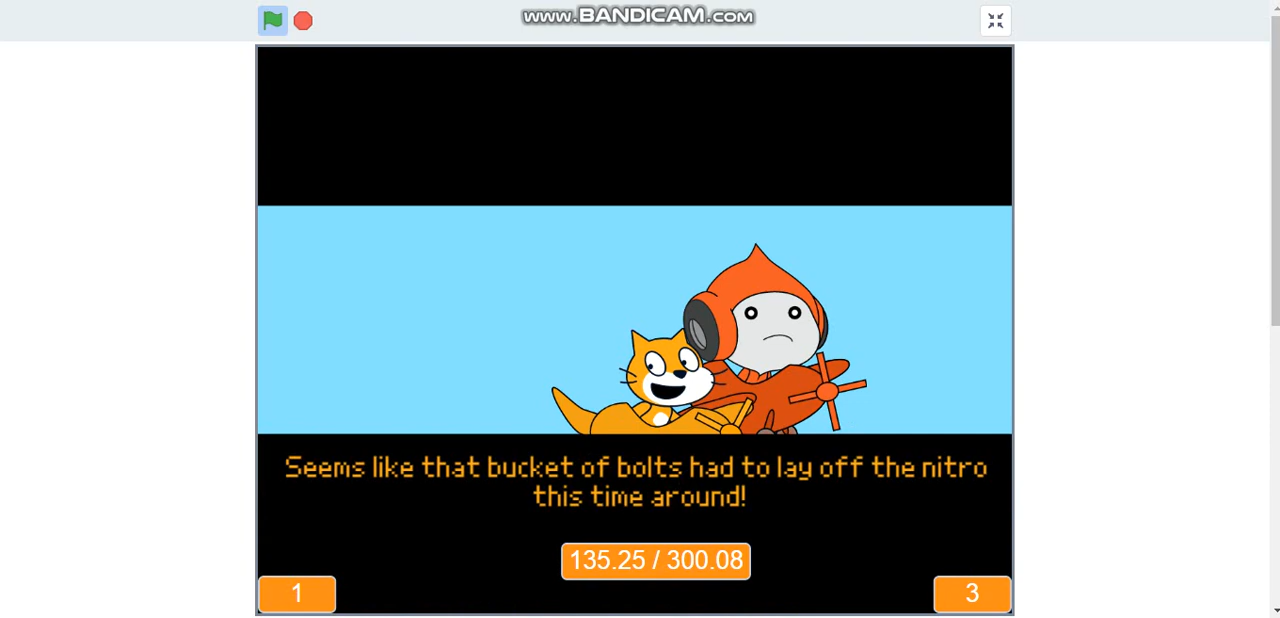 www.BANDICAM.com
Seems like that bucket of bolts had to lay off the nitro
this time around!
135.25 / 300.08
1
3